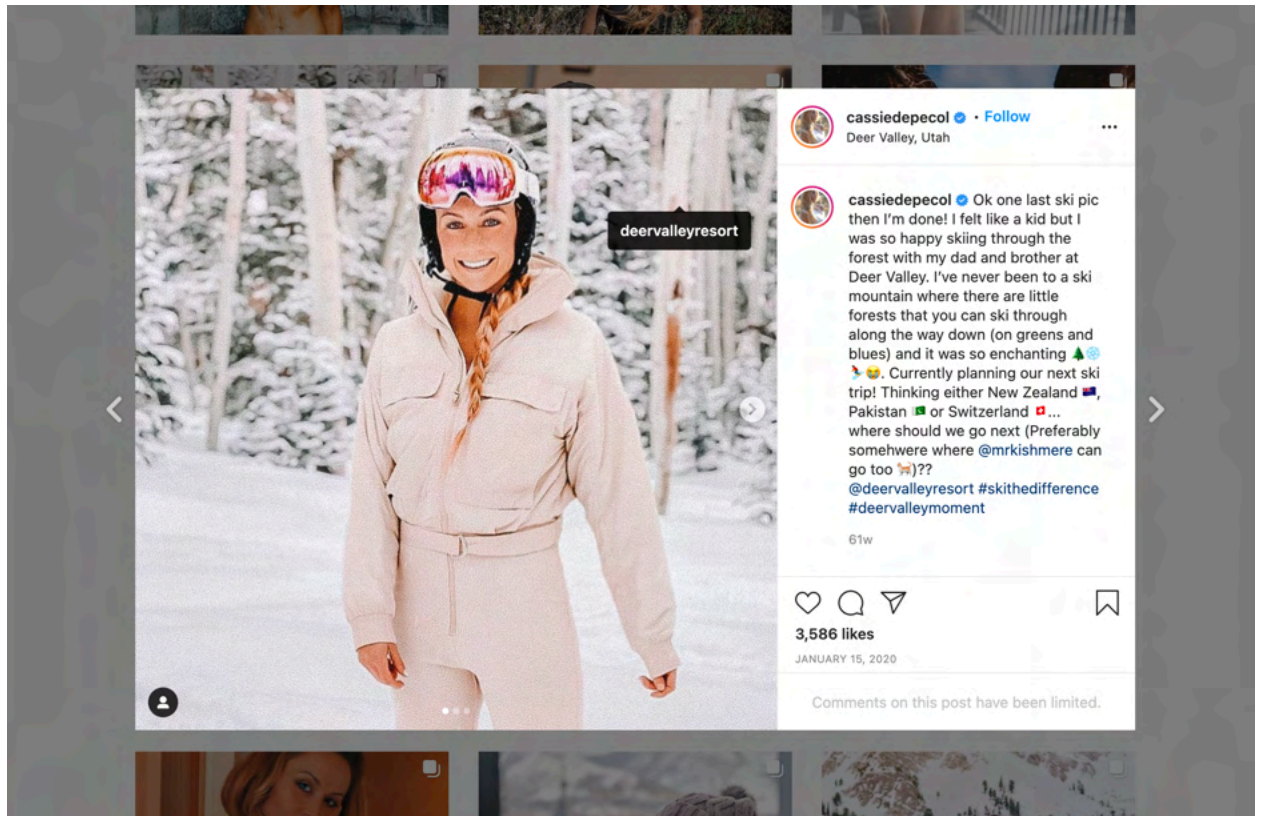 deervalleyresort
cassiedepecol • Follow
Deer Valley, Utah
cassiedepecol Ok one last ski pic
then I'm done! I felt like a kid but I
was so happy skiing through the
forest with my dad and brother at
Deer Valley. I've never been to a ski
mountain where there are little
forests that you can ski through
along the way down (on greens and
blues) and it was so enchanting 🌲❄️
⛷️😭. Currently planning our next ski
trip! Thinking either New Zealand 🇳🇿,
Pakistan 🇵🇰 or Switzerland 🇨🇭...
where should we go next (Preferably
somehwere where @mrkishmere can
go too 🐈)??
@deervalleyresort #skithedifference
#deervalleymoment
61w
3,586 likes
JANUARY 15, 2020
Comments on this post have been limited.